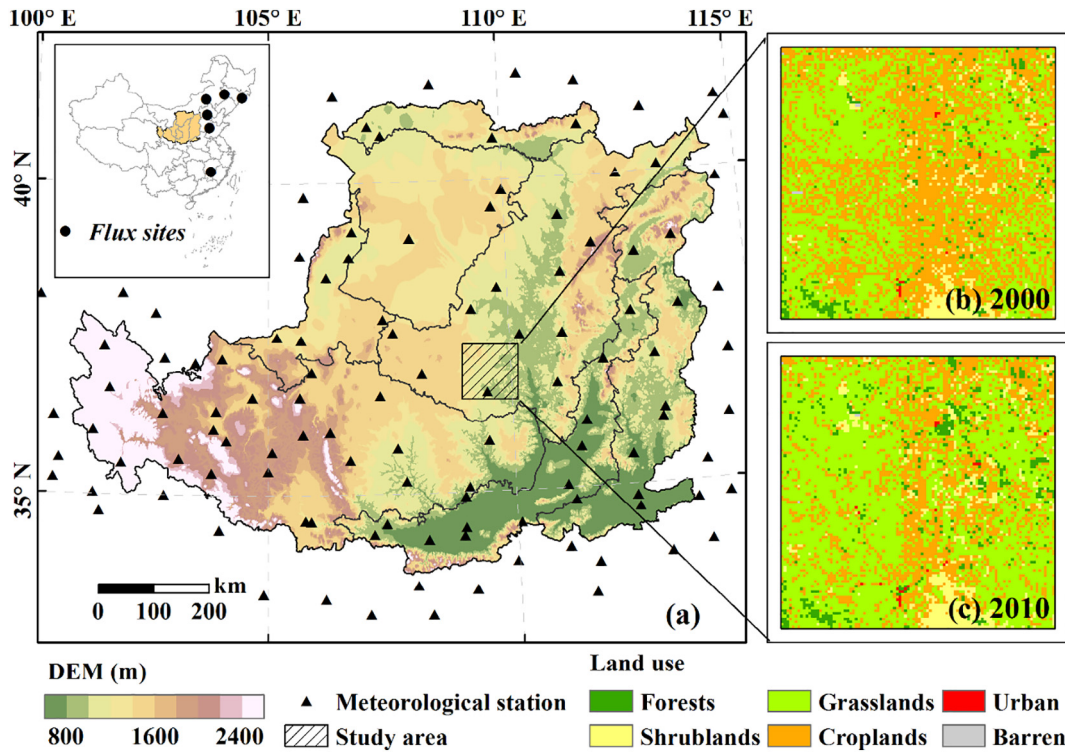 100° E
105° E
110° E
115° E
40° N
35° N
Flux sites
(b) 2000
(c) 2010
km
0 100 200
(a)
DEM (m)
800 1600 2400
Meteorological station
Study area
Land use
Forests
Grasslands
Urban
Shrublands
Croplands
Barren